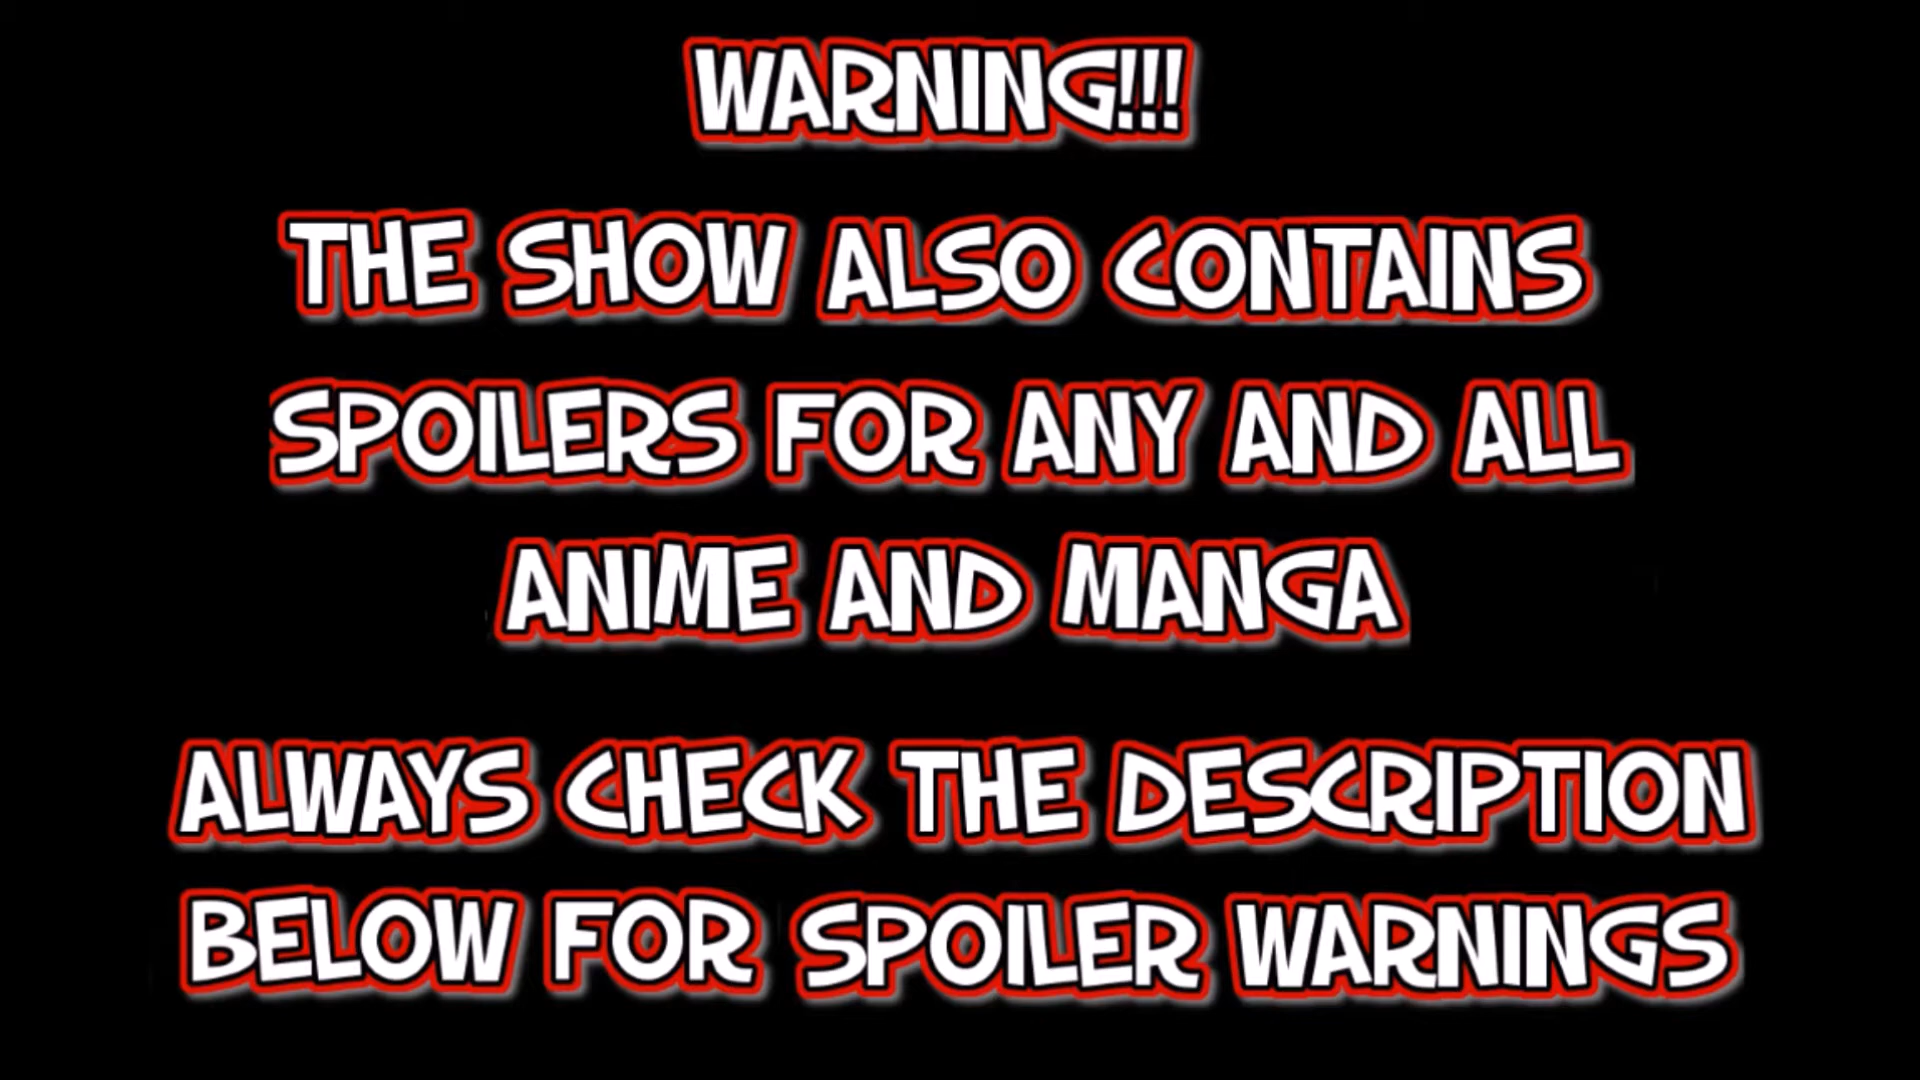 WARNING!!!
THE SHOW ALSO CONTAINS
SPOILERS FOR ANY AND ALL
ANIME AND MANGA
ALWAYS CHECK THE DESCRIPTION
BELOW FOR SPOILER WARNINGS